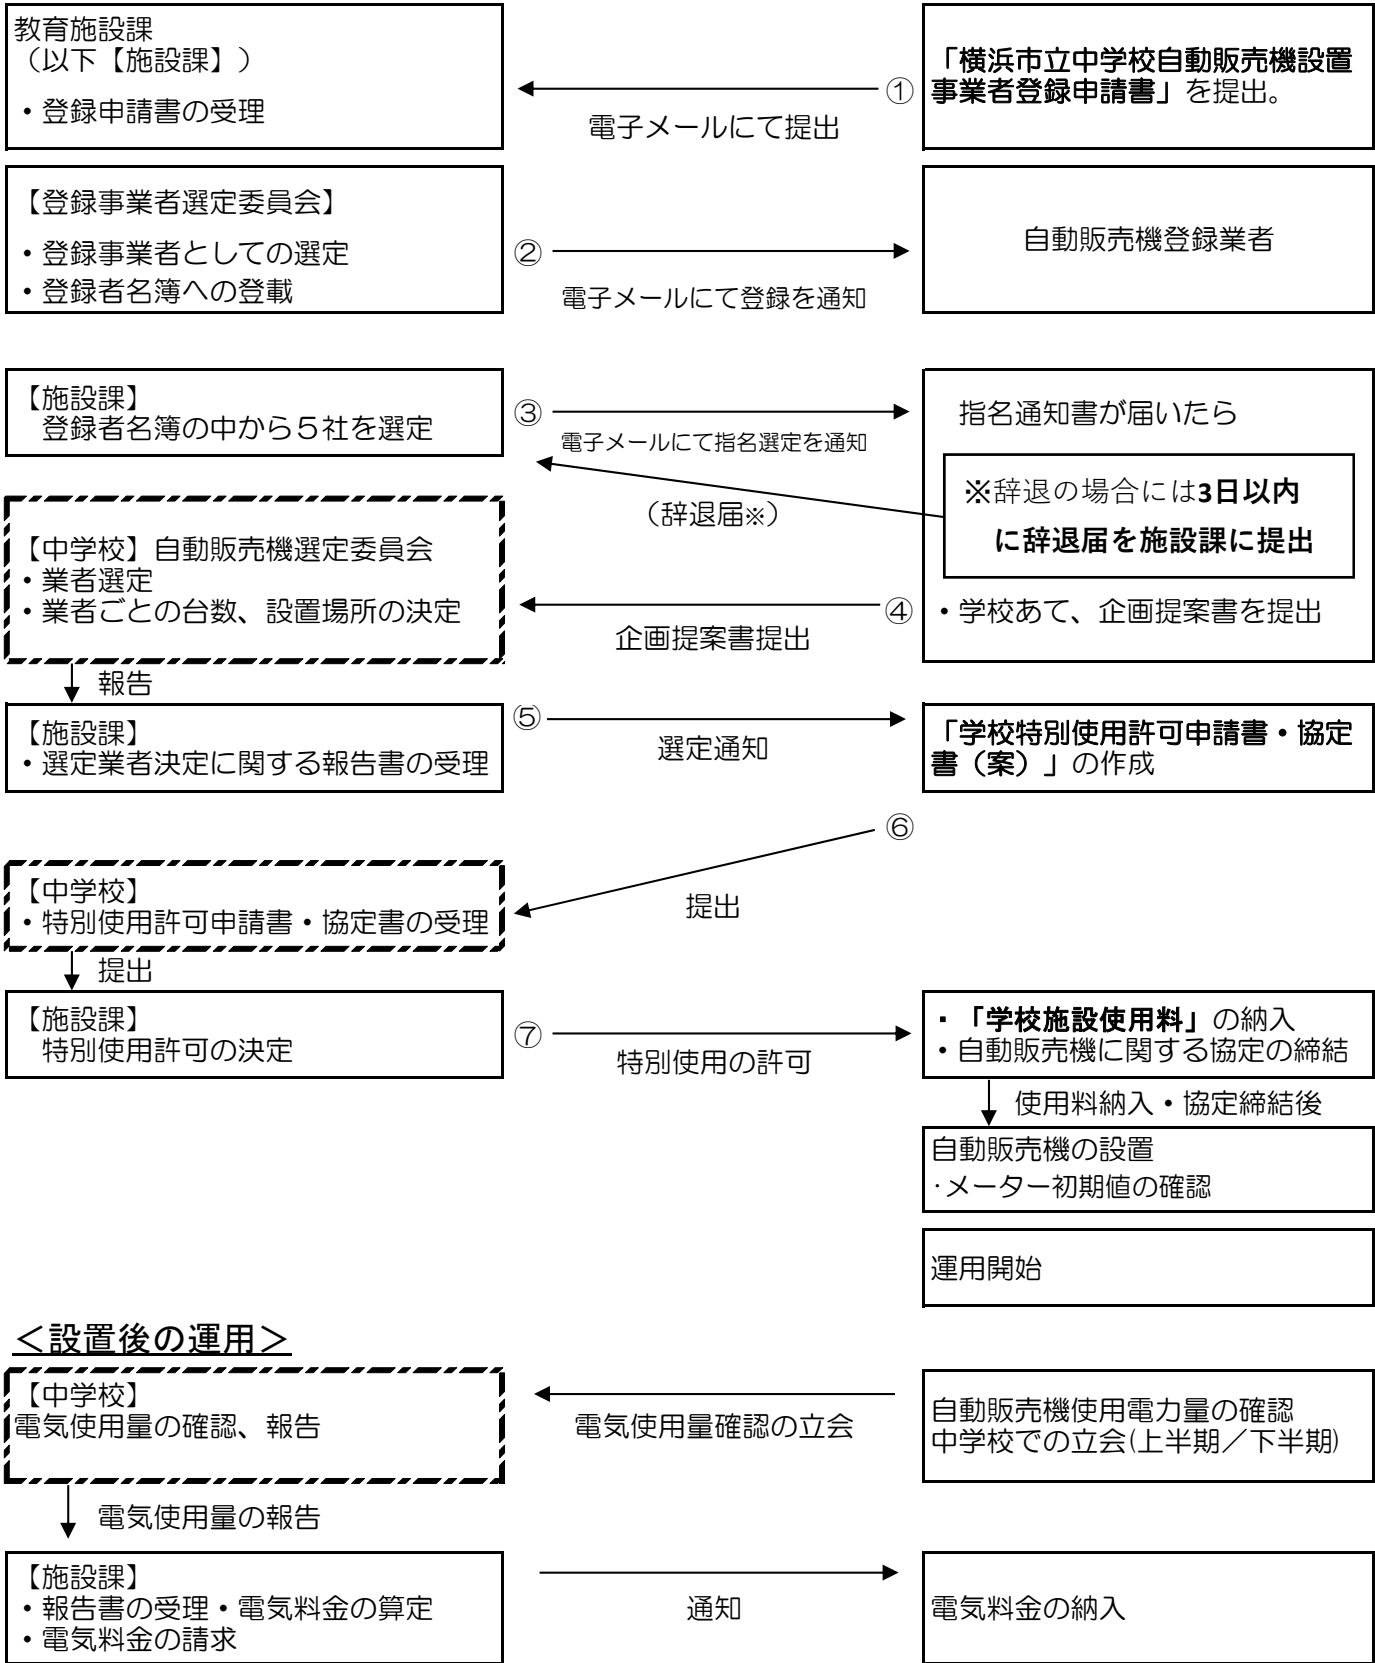 教育施設課
（以下【施設課】）
・登録申請書の受理
①
電子メールにて提出
「横浜市立中学校自動販売機設置
事業者登録申請書」を提出。
【登録事業者選定委員会】
・登録事業者としての選定
・登録者名簿への登載
②
電子メールにて登録を通知
自動販売機登録業者
【施設課】
登録者名簿の中から５社を選定
③
電子メールにて指名選定を通知
（辞退届※）
指名通知書が届いたら
※辞退の場合には3日以内
に辞退届を施設課に提出
・学校あて、企画提案書を提出
【中学校】自動販売機選定委員会
・業者選定
・業者ごとの台数、設置場所の決定
④
企画提案書提出
報告
【施設課】
・選定業者決定に関する報告書の受理
⑤
選定通知
「学校特別使用許可申請書・協定
書（案）」の作成
⑥
提出
【中学校】
・特別使用許可申請書・協定書の受理
提出
【施設課】
特別使用許可の決定
⑦
特別使用の許可
・「学校施設使用料」の納入
・自動販売機に関する協定の締結
使用料納入・協定締結後
自動販売機の設置
・メーター初期値の確認
運用開始
＜設置後の運用＞
【中学校】
電気使用量の確認、報告
電気使用量確認の立会
自動販売機使用電力量の確認
中学校での立会(上半期／下半期)
電気使用量の報告
【施設課】
・報告書の受理・電気料金の算定
・電気料金の請求
通知
電気料金の納入